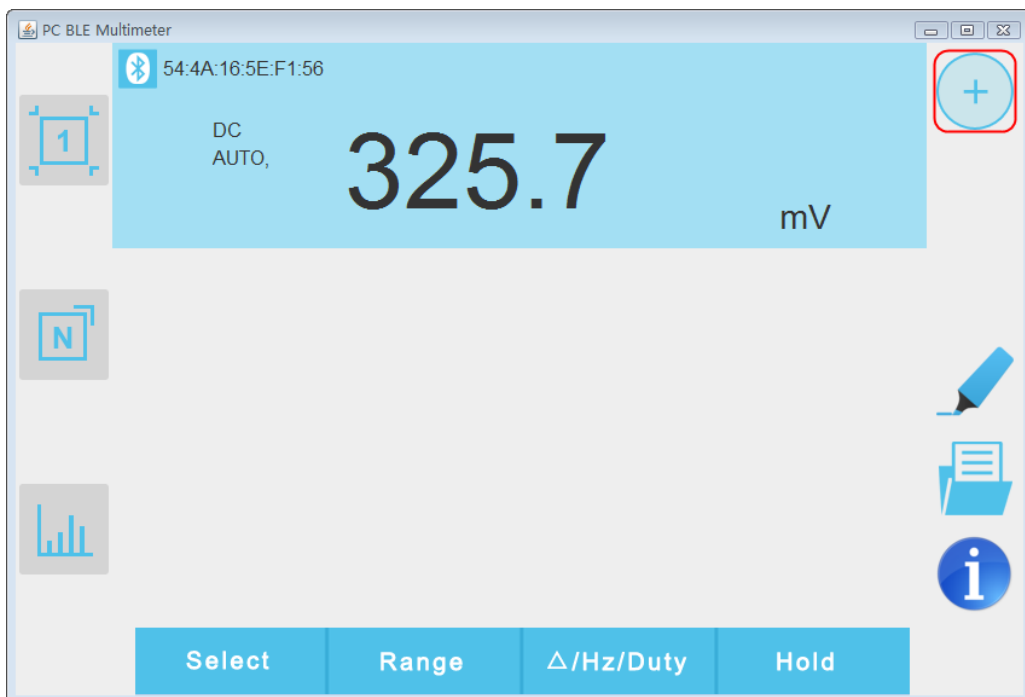 PC BLE Multimeter
54:4A:16:5E:F1:56
DC
AUTO,
325.7
mV
1
N
i
Select
Range
△/Hz/Duty
Hold